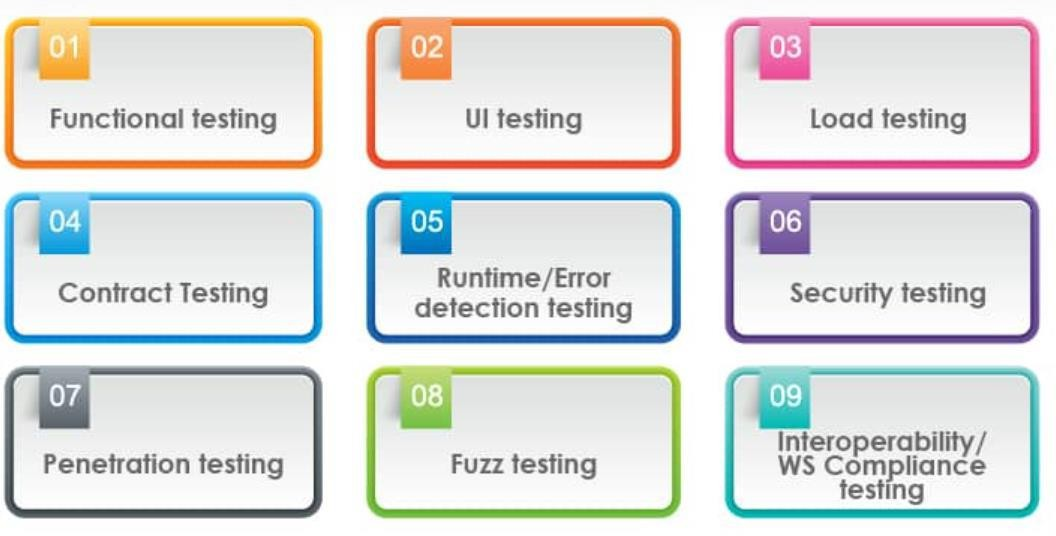 01
Functional testing
02
UI testing
03
Load testing
04
Contract Testing
05
Runtime/Error
detection testing
06
Security testing
07
Penetration testing
08
Fuzz testing
09
Interoperability/
WS Compliance
testing